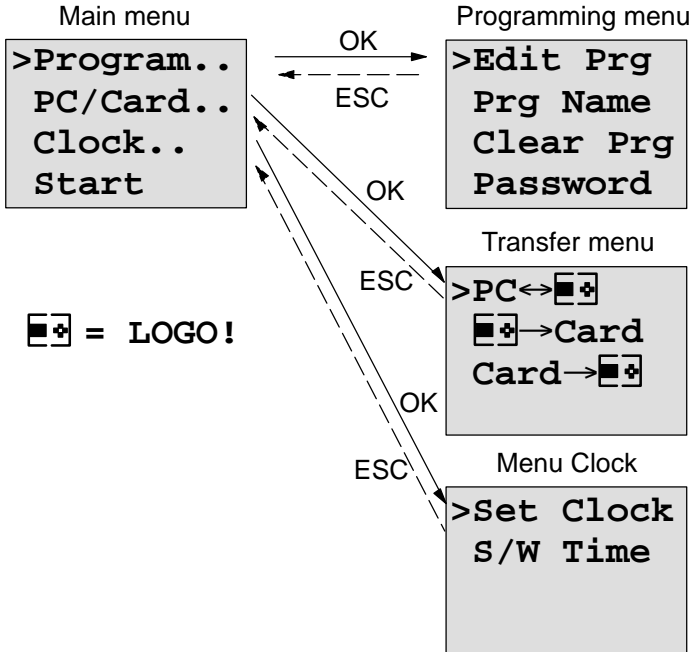 Main menu
>Program..
PC/Card..
Clock..
Start
OK
ESC
Programming menu
>Edit Prg
Prg Name
Clear Prg
Password
OK
ESC
Transfer menu
>PC↔
→Card
Card→
= LOGO!
OK
ESC
Menu Clock
>Set Clock
S/W Time